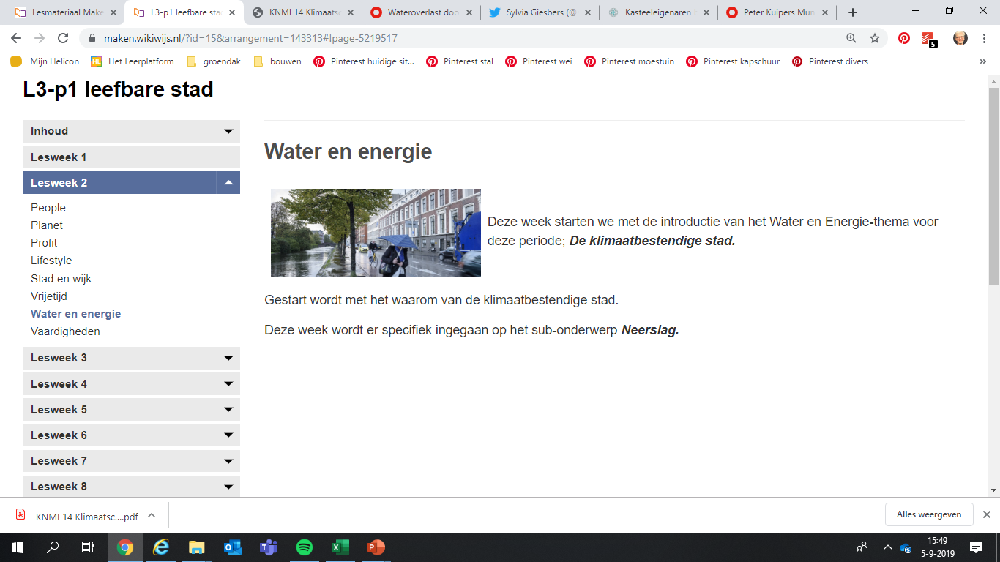 Lesmateriaal Make
L3-p1 leefbare sta
KNMI 14 Klimaatsc
Wateroverlast doo
Sylvia Giesbers (@
Kasteeleigenaren b
Peter Kuipers Mun
maken.wikiwijs.nl/?id=15&arrangement=143313#!page-5219517
5
Mijn Helicon
HL Het Leerplatform
groendak
bouwen
Pinterest huidige sit...
Pinterest stal
Pinterest wei
Pinterest moestuin
Pinterest kapschuur
Pinterest divers
»
L3-p1 leefbare stad
Inhoud
Lesweek 1
Lesweek 2
People
Planet
Profit
Lifestyle
Stad en wijk
Vrijetijd
Water en energie
Vaardigheden
Lesweek 3
Lesweek 4
Lesweek 5
Lesweek 6
Lesweek 7
Lesweek 8
Water en energie
Deze week starten we met de introductie van het Water en Energie-thema voor
deze periode; De klimaatbestendige stad.
Gestart wordt met het waarom van de klimaatbestendige stad.
Deze week wordt er specifiek ingegaan op het sub-onderwerp Neerslag.
KNMI 14 Klimaatsc....pdf
Alles weergeven
15:49
5-9-2019